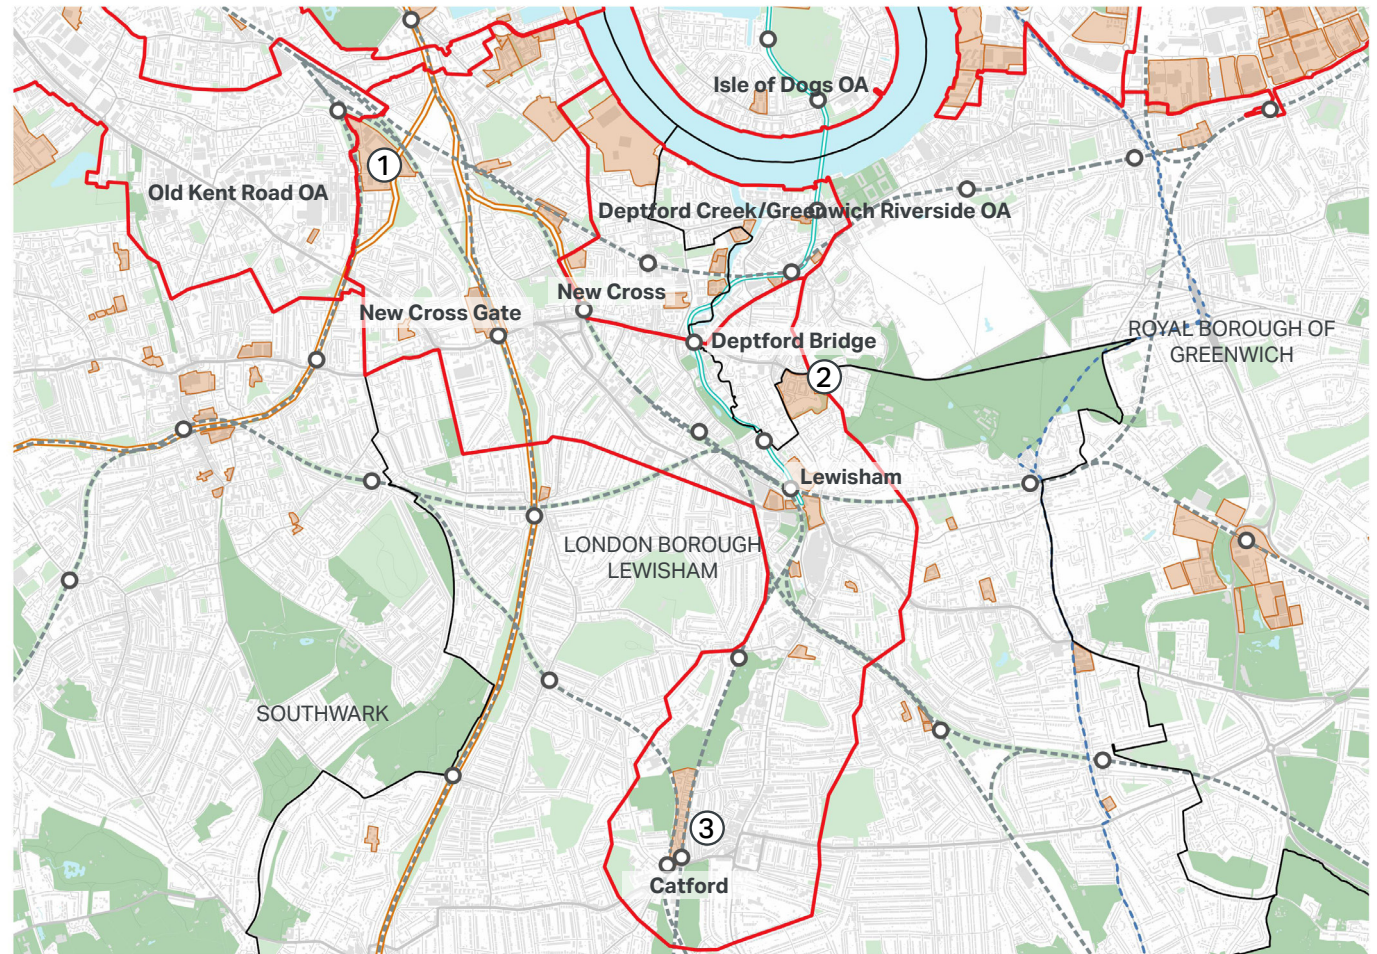 Isle of Dogs OA
1
Old Kent Road OA
Deptford Creek/Greenwich Riverside OA
New Cross
New Cross Gate
Deptford Bridge
ROYAL BOROUGH OF
GREENWICH
2
Lewisham
LONDON BOROUGH
LEWISHAM
SOUTHWARK
3
Catford